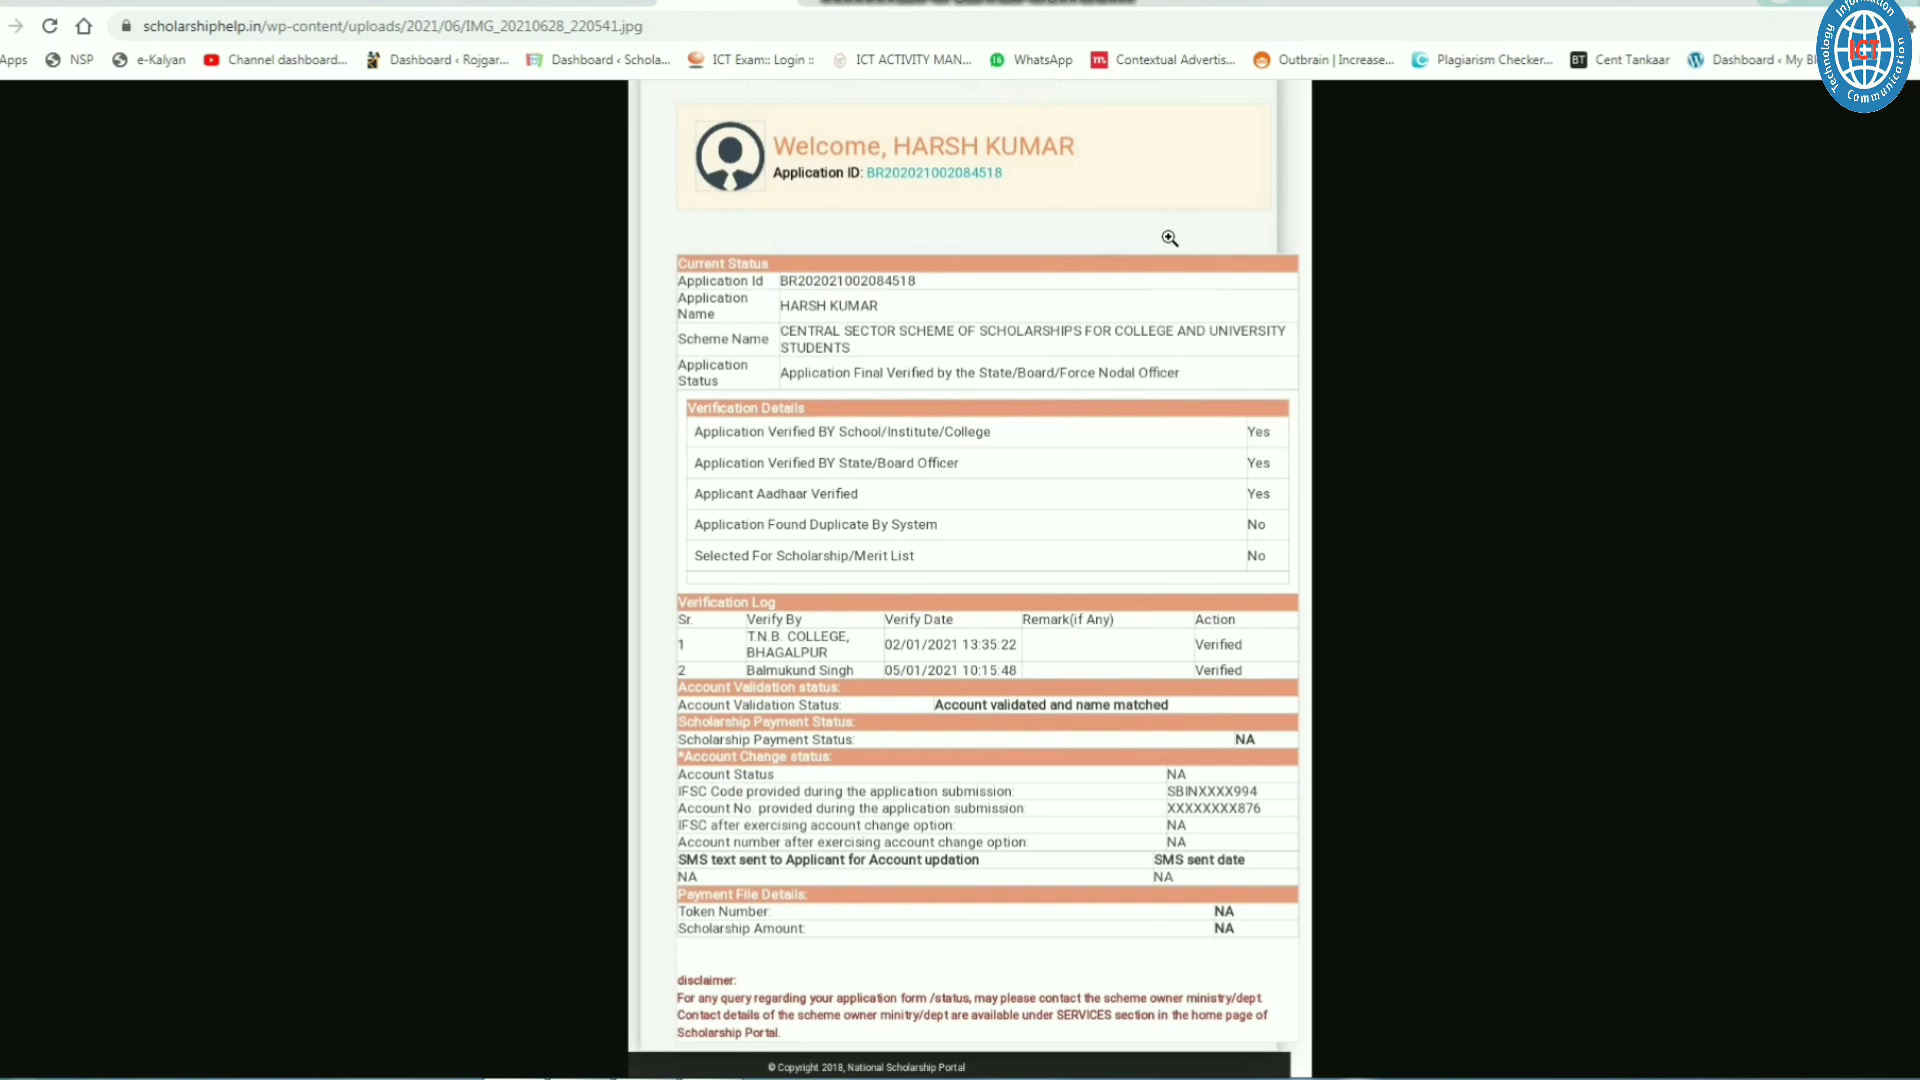 scholarshiphelp.in/wp-content/uploads/2021/06/IMG_20210628_220541.jpg
Apps NSP e-Kalyan Channel dashboard... Dashboard ‹ Rojgar... Dashboard ‹ Schola... ICT Exam:: Login :: ICT ACTIVITY MAN... WhatsApp Contextual Advertis... Outbrain | Increase... Plagiarism Checker... BT Cent Tankaar Dashboard ‹ My Bl
Information
Technology
ICT
Communication
Welcome, HARSH KUMAR
Application ID: BR202021002084518
Current Status
Application Id BR202021002084518
Application Name HARSH KUMAR
Scheme Name CENTRAL SECTOR SCHEME OF SCHOLARSHIPS FOR COLLEGE AND UNIVERSITY
STUDENTS
Application Status Application Final Verified by the State/Board/Force Nodal Officer
Verification Details
Application Verified BY School/Institute/College Yes
Application Verified BY State/Board Officer Yes
Applicant Aadhaar Verified Yes
Application Found Duplicate By System No
Selected For Scholarship/Merit List No
Verification Log
Sr. Verify By Verify Date Remark(if Any) Action
1 T.N.B. COLLEGE, BHAGALPUR 02/01/2021 13:35:22 Verified
2 Balmukund Singh 05/01/2021 10:15:48 Verified
Account Validation status:
Account Validation Status: Account validated and name matched
Scholarship Payment Status:
Scholarship Payment Status: NA
*Account Change status:
Account Status NA
IFSC Code provided during the application submission: SBINXXXX994
Account No. provided during the application submission: XXXXXXXX876
IFSC after exercising account change option: NA
Account number after exercising account change option: NA
SMS text sent to Applicant for Account updation SMS sent date
NA NA
Payment File Details:
Token Number: NA
Scholarship Amount: NA
disclaimer:
For any query regarding your application form /status, may please contact the scheme owner ministry/dept
Contact details of the scheme owner minitry/dept are available under SERVICES section in the home page of
Scholarship Portal.
© Copyright 2018, National Scholarship Portal